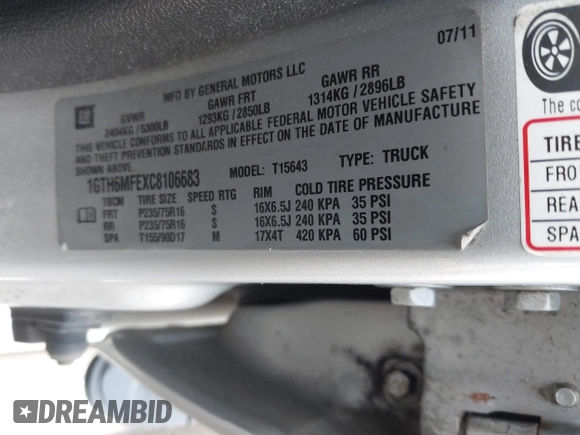 07/11
MFD BY GENERAL MOTORS LLC
GM
GVWR GAWR FRT GAWR RR
2404KG / 5300LB 1293KG / 2850LB 1314KG / 2896LB
THIS VEHICLE CONFORMS TO ALL APPLICABLE FEDERAL MOTOR VEHICLE SAFETY
AND THEFT PREVENTION STANDARDS IN EFFECT ON THE DATE OF MANUFACTURE
SHOWN ABOVE.
1GTH6MFEXC8106683 MODEL: T15643 TYPE: TRUCK
TBCM TIRE SIZE SPEED RTG RIM COLD TIRE PRESSURE
FRT P235/75R16 S 16X6.5J 240 KPA 35 PSI
RR P235/75R16 S 16X6.5J 240 KPA 35 PSI
SPA T155/90D17 M 17X4T 420 KPA 60 PSI
The co
TIRE
FRO
REA
SPA
DREAMBID